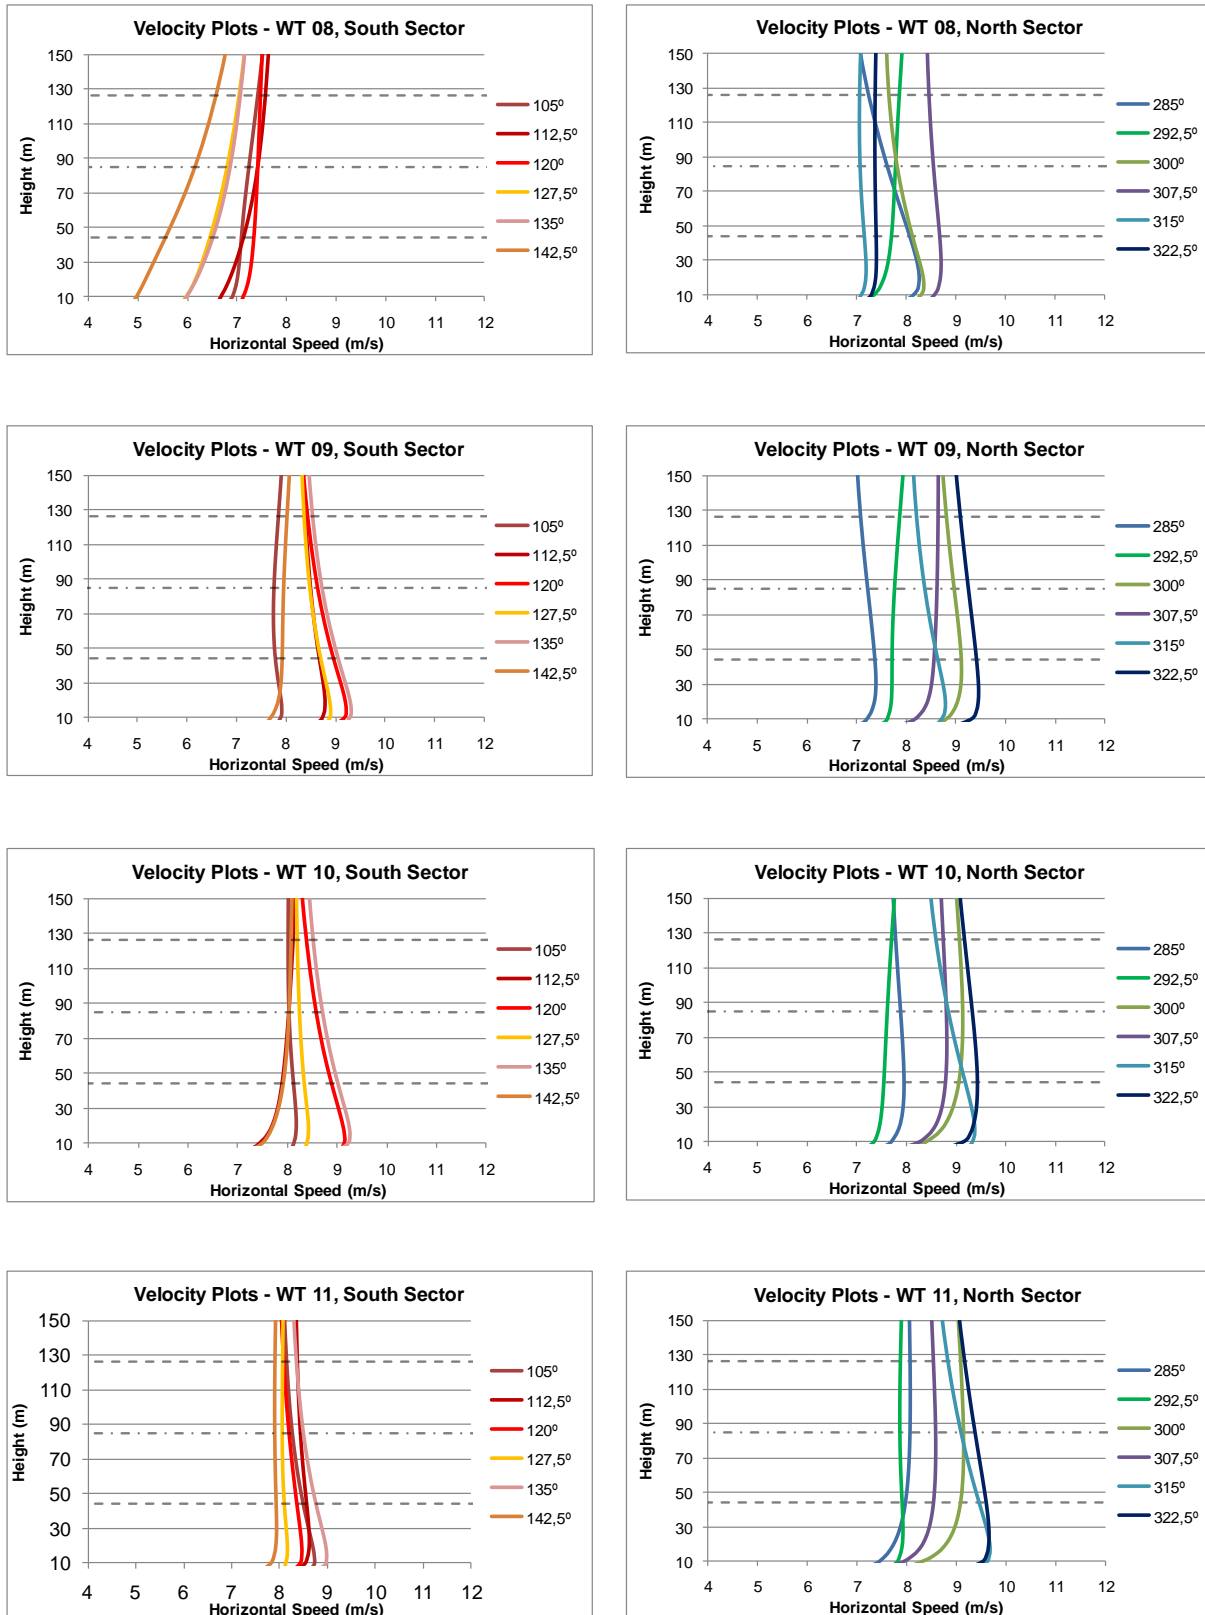 Velocity Plots - WT 08, South Sector
150
130
110
90
70
50
30
10
Height (m)
4 5 6 7 8 9 10 11 12
Horizontal Speed (m/s)
105º
112,5º
120º
127,5º
135º
142,5º
Velocity Plots - WT 08, North Sector
150
130
110
90
70
50
30
10
Height (m)
4 5 6 7 8 9 10 11 12
Horizontal Speed (m/s)
285º
292,5º
300º
307,5º
315º
322,5º
Velocity Plots - WT 09, South Sector
150
130
110
90
70
50
30
10
Height (m)
4 5 6 7 8 9 10 11 12
Horizontal Speed (m/s)
105º
112,5º
120º
127,5º
135º
142,5º
Velocity Plots - WT 09, North Sector
150
130
110
90
70
50
30
10
Height (m)
4 5 6 7 8 9 10 11 12
Horizontal Speed (m/s)
285º
292,5º
300º
307,5º
315º
322,5º
Velocity Plots - WT 10, South Sector
150
130
110
90
70
50
30
10
Height (m)
4 5 6 7 8 9 10 11 12
Horizontal Speed (m/s)
105º
112,5º
120º
127,5º
135º
142,5º
Velocity Plots - WT 10, North Sector
150
130
110
90
70
50
30
10
Height (m)
4 5 6 7 8 9 10 11 12
Horizontal Speed (m/s)
285º
292,5º
300º
307,5º
315º
322,5º
Velocity Plots - WT 11, South Sector
150
130
110
90
70
50
30
10
Height (m)
4 5 6 7 8 9 10 11 12
Horizontal Speed (m/s)
105º
112,5º
120º
127,5º
135º
142,5º
Velocity Plots - WT 11, North Sector
150
130
110
90
70
50
30
10
Height (m)
4 5 6 7 8 9 10 11 12
Horizontal Speed (m/s)
285º
292,5º
300º
307,5º
315º
322,5º